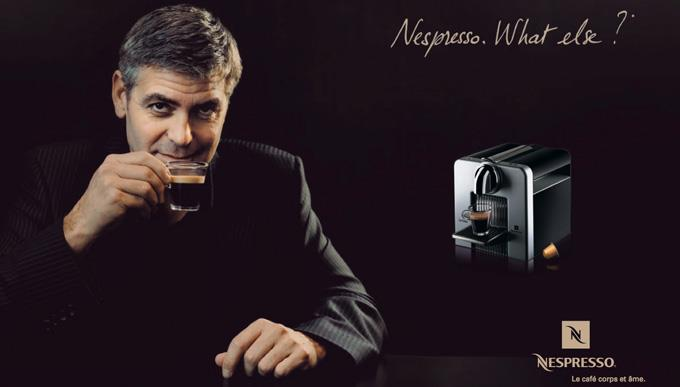 Nespresso. What else ?
N
NESPRESSO.
Le café corps et âme.